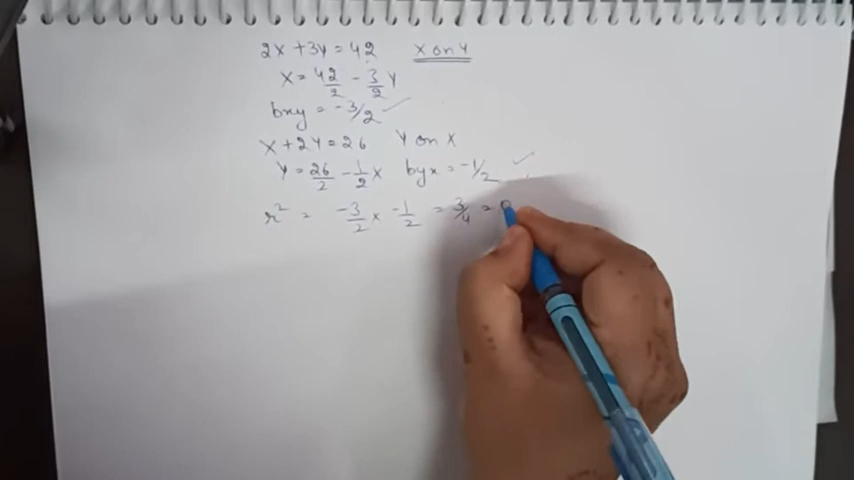 2x + 3y = 42 X on Y
x = 42/2 - 3/2 y
bxy = -3/2 ✓
x + 2y = 26 Y on X
y = 26/2 - 1/2 x byx = -1/2 ✓
r² = -3/2 x -1/2 = 3/4 = 0